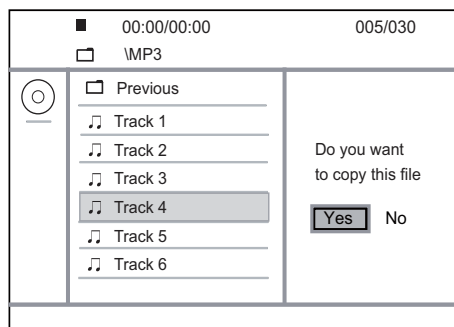 00:00/00:00 005/030
\MP3
Previous
Track 1
Track 2
Track 3
Track 4
Track 5
Track 6
Do you want
to copy this file
Yes No